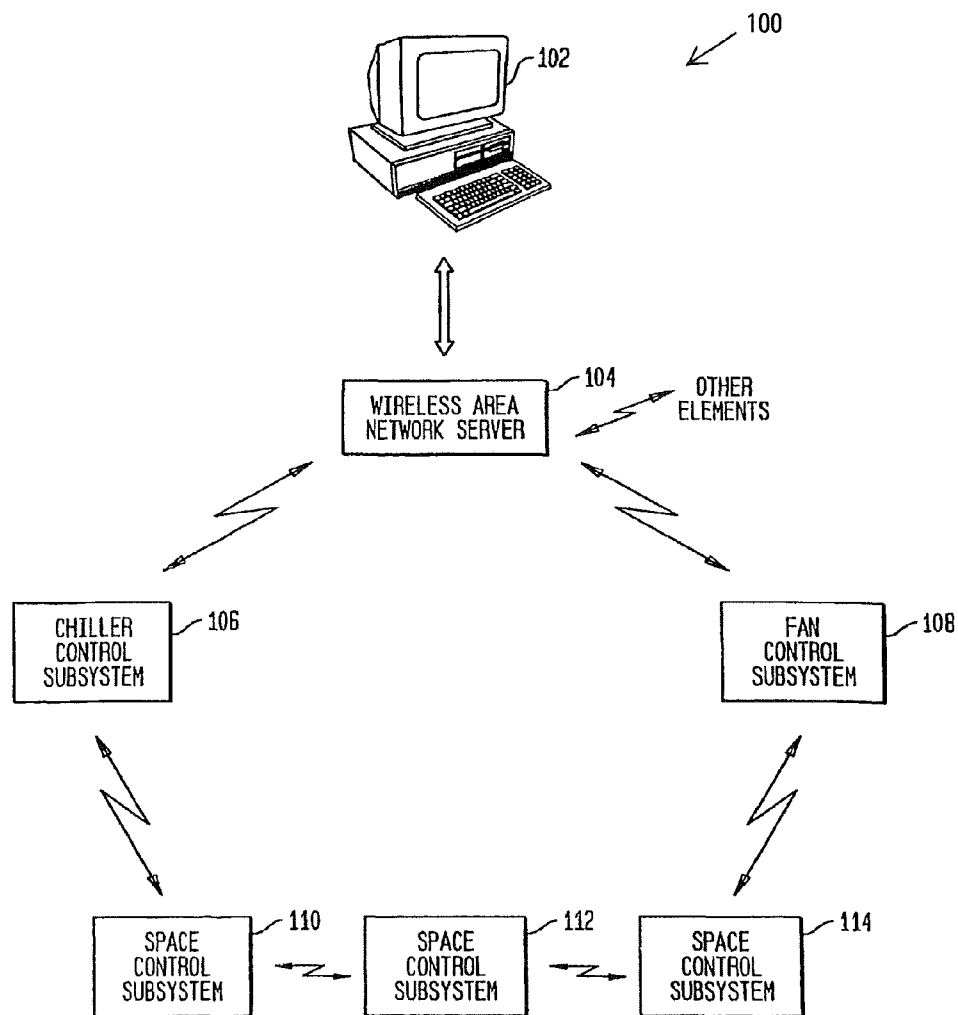 100
102
104
WIRELESS AREA
NETWORK SERVER
OTHER
ELEMENTS
CHILLER
CONTROL
SUBSYSTEM
106
FAN
CONTROL
SUBSYSTEM
108
SPACE
CONTROL
SUBSYSTEM
110
SPACE
CONTROL
SUBSYSTEM
112
SPACE
CONTROL
SUBSYSTEM
114